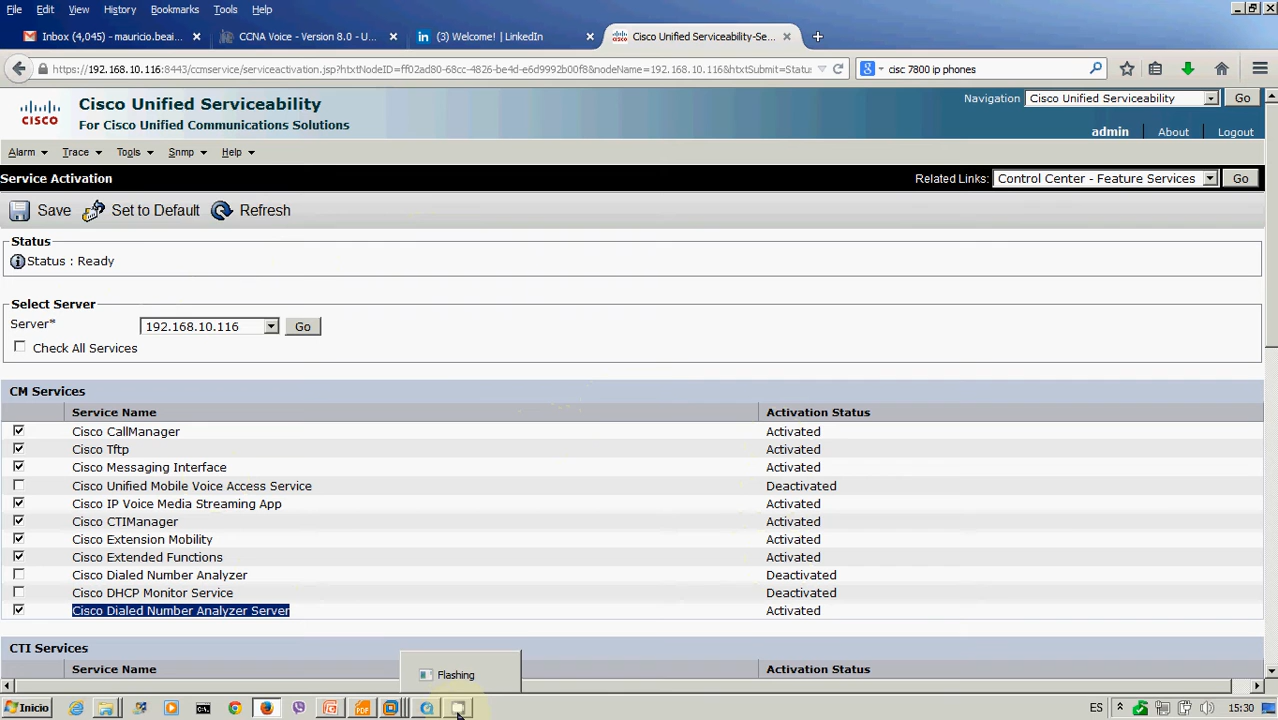 File Edit View History Bookmarks Tools Help
Inbox (4,045) - mauricio.beai... CCNA Voice - Version 8.0 - U... (3) Welcome! | LinkedIn Cisco Unified Serviceability-Se...
https://192.168.10.116:8443/ccmservice/serviceactivation.jsp?htxtNodeID=ff02ad80-68cc-4826-be4d-e6d9992b00f8&nodeName=192.168.10.116&htxtSubmit=Status cisc 7800 ip phones
Cisco Unified Serviceability Navigation Cisco Unified Serviceability Go
CISCO For Cisco Unified Communications Solutions
admin About Logout
Alarm Trace Tools Snmp Help
Service Activation Related Links: Control Center - Feature Services Go
Save Set to Default Refresh
Status
Status : Ready
Select Server
Server* 192.168.10.116 Go
Check All Services
CM Services
Service Name Activation Status
Cisco CallManager Activated
Cisco Tftp Activated
Cisco Messaging Interface Activated
Cisco Unified Mobile Voice Access Service Deactivated
Cisco IP Voice Media Streaming App Activated
Cisco CTIManager Activated
Cisco Extension Mobility Activated
Cisco Extended Functions Activated
Cisco Dialed Number Analyzer Deactivated
Cisco DHCP Monitor Service Deactivated
Cisco Dialed Number Analyzer Server Activated
CTI Services
Service Name Activation Status
Flashing
Inicio ES 15:30